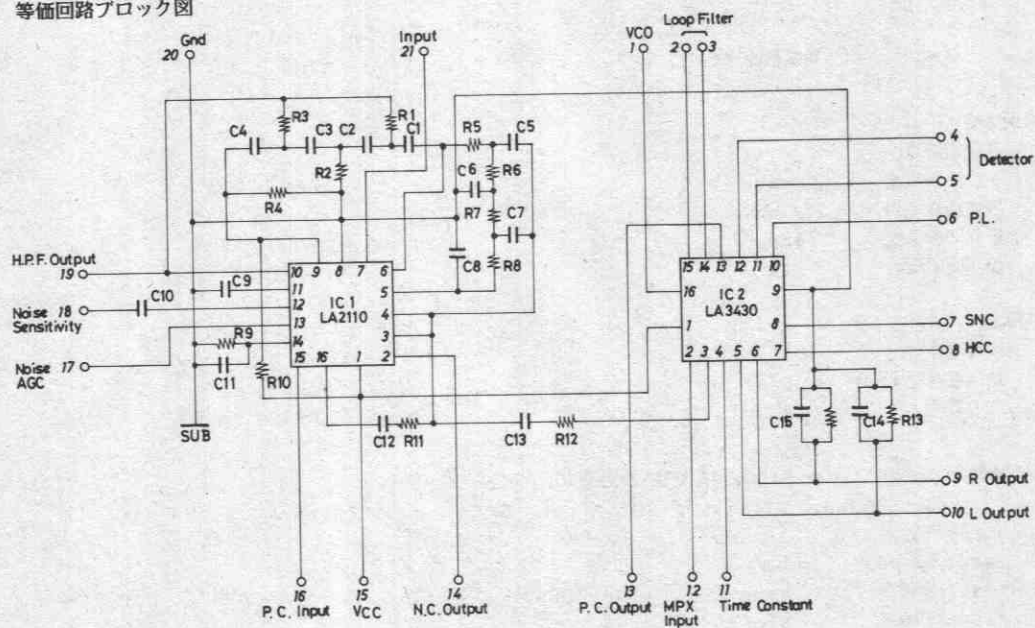 等価回路ブロック図
Gnd
20
Input
21
VCO
1
Loop Filter
2 3
C4
R3
C3
C2
R1
C1
R5
C5
R2
C6
R6
R4
R7
C7
C8
R8
4
5
Detector
6 P.L.
H.P.F. Output
19
10 9 8 7 6
11
12
13
14
15 16 1 2
5
4
3
IC 1
LA2110
C9
C10
Noise 18
Sensitivity
R9
Noise 17
AGC
C11
R10
SUB
C12 R11
C13 R12
15 14 13 12 11 10
16
1
9
8
2 3 4 5 6 7
IC 2
LA3430
7 SNC
8 HCC
C15
C14
R13
9 R Output
10 L Output
16
P.C. Input
15
VCC
14
N.C. Output
13
P.C. Output
12
MPX
Input
11
Time Constant